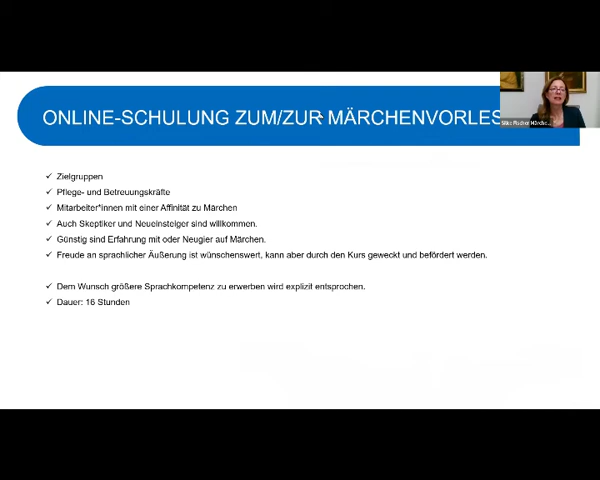 ONLINE-SCHULUNG ZUM/ZUR MÄRCHENVORLES
✓ Zielgruppen
✓ Pflege- und Betreuungskräfte
✓ Mitarbeiter*innen mit einer Affinität zu Märchen
✓ Auch Skeptiker und Neueinsteiger sind willkommen.
✓ Günstig sind Erfahrung mit oder Neugier auf Märchen.
✓ Freude an sprachlicher Äußerung ist wünschenswert, kann aber durch den Kurs geweckt und befördert werden.
✓ Dem Wunsch größere Sprachkompetenz zu erwerben wird explizit entsprochen.
✓ Dauer: 16 Stunden